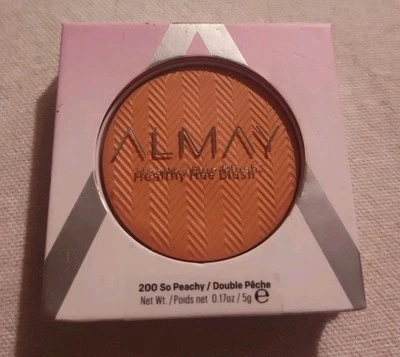 ALMAY
Healthy Hue Blush
200 So Peachy / Double Pêche
Net Wt. / Poids net 0.17oz / 5g ℮